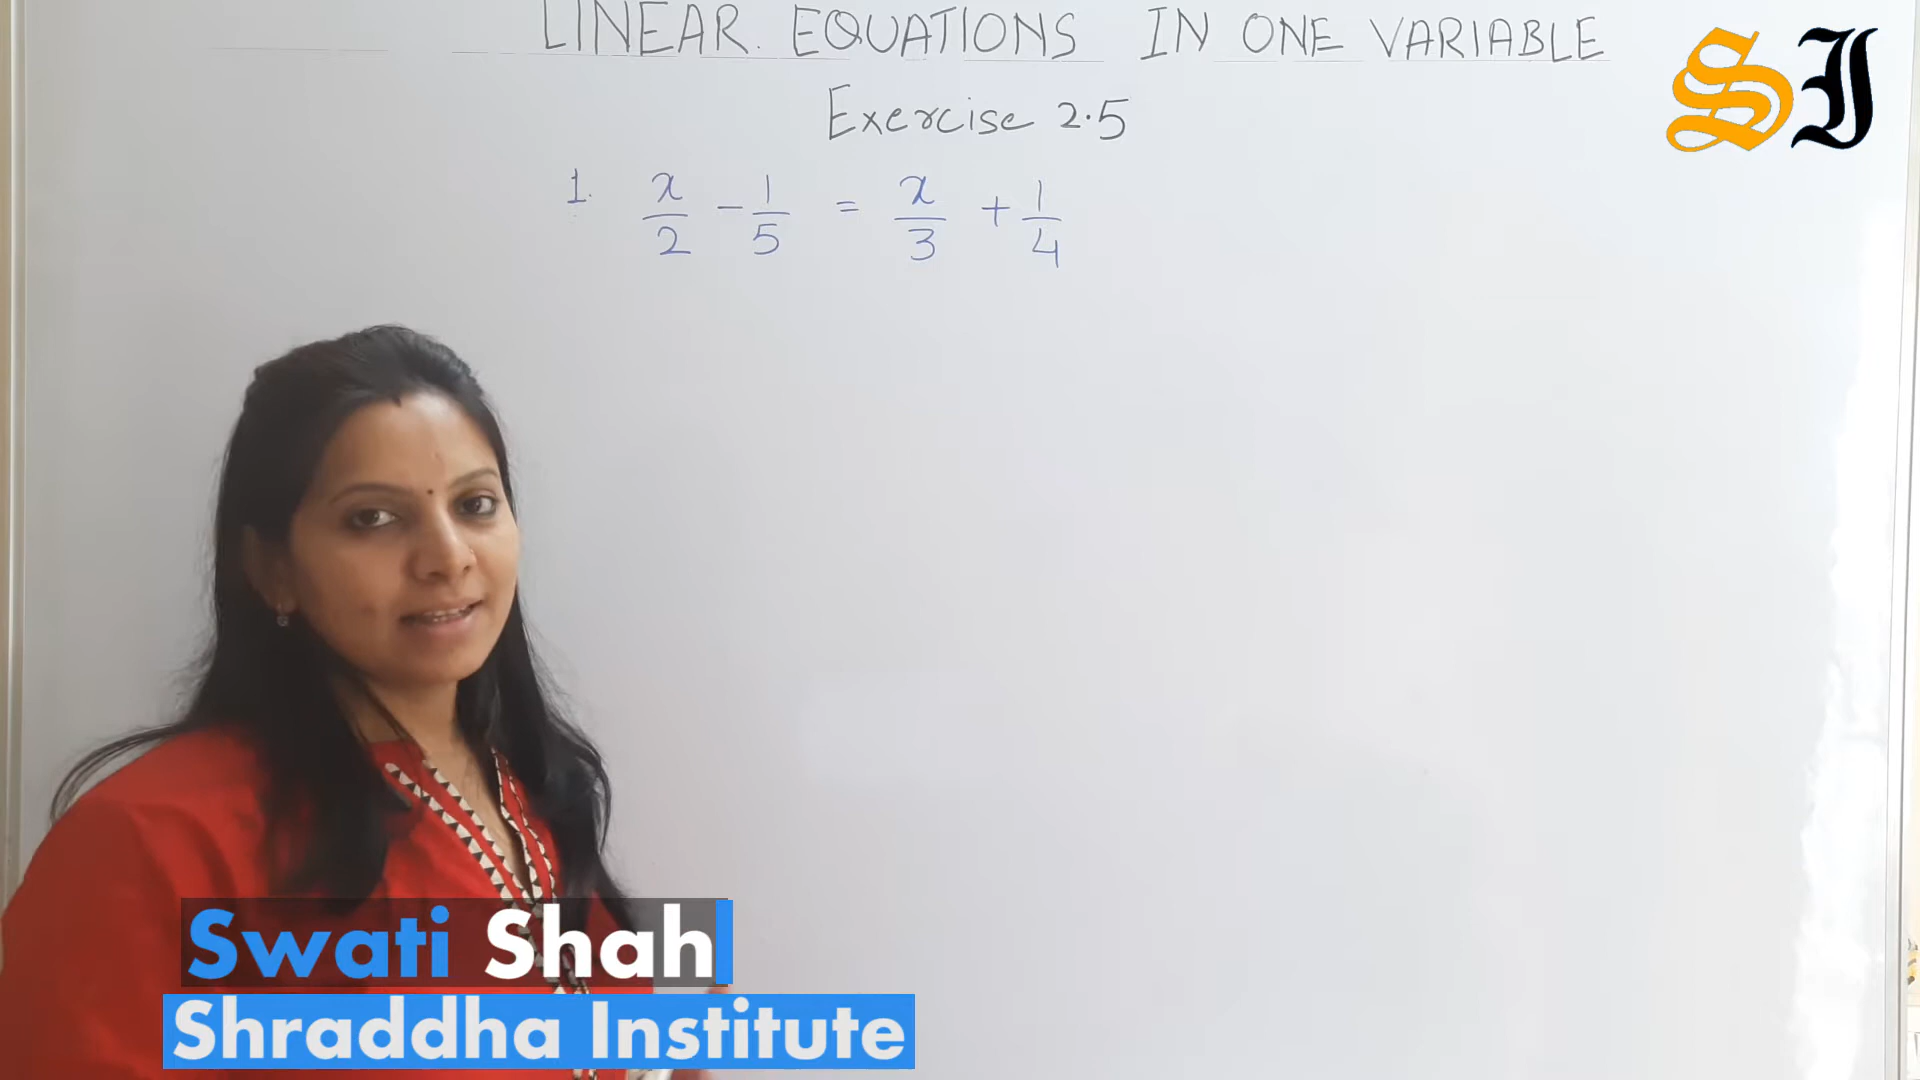 LINEAR. EQUATIONS IN ONE VARIABLE
SI
Exercise 2.5
1. x/2 - 1/5 = x/3 + 1/4
Swati Shah
Shraddha Institute